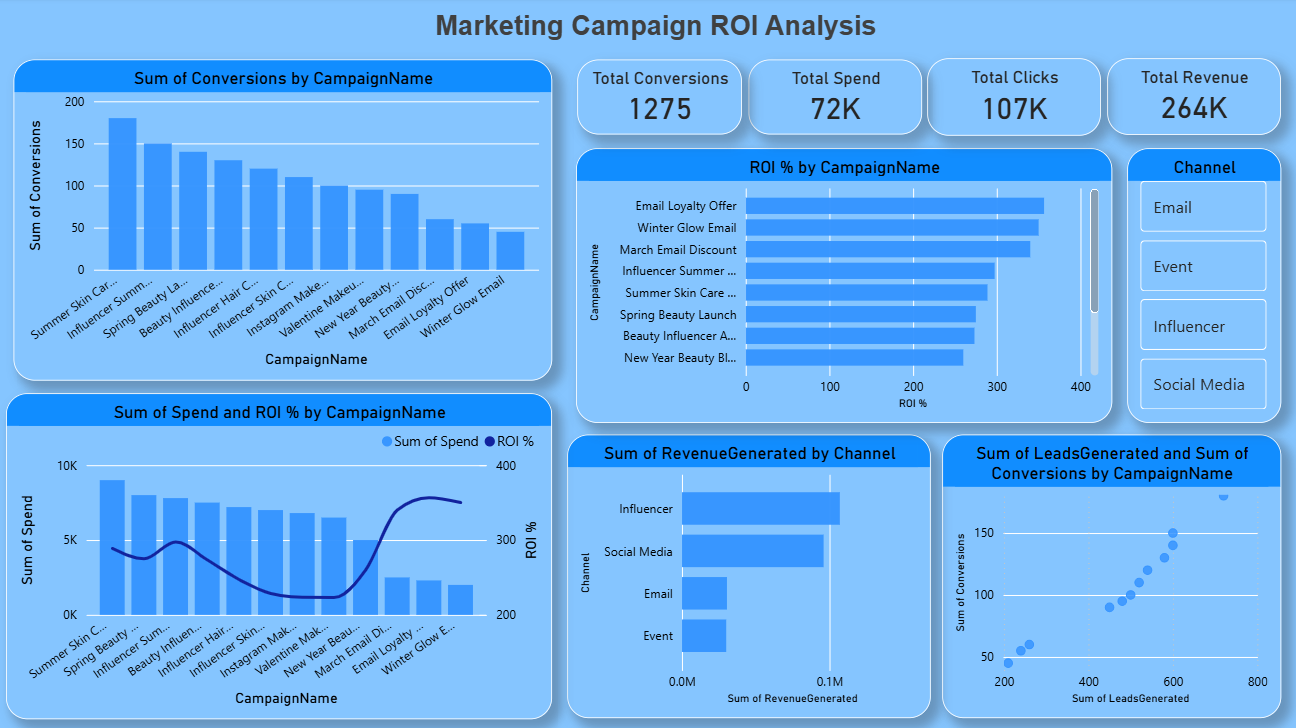 Marketing Campaign ROI Analysis
Sum of Conversions by CampaignName
Sum of Conversions
200
150
100
50
0
Summer Skin Car...
Influencer Summ...
Spring Beauty La...
Beauty Influence...
Influencer Hair C...
Influencer Skin C...
Instagram Make...
Valentine Makeu...
New Year Beauty...
March Email Disc...
Email Loyalty Offer
Winter Glow Email
CampaignName
Total Conversions
1275
Total Spend
72K
Total Clicks
107K
Total Revenue
264K
ROI % by CampaignName
CampaignName
Email Loyalty Offer
Winter Glow Email
March Email Discount
Influencer Summer ...
Summer Skin Care ...
Spring Beauty Launch
Beauty Influencer A...
New Year Beauty Bl...
0 100 200 300 400
ROI %
Channel
Email
Event
Influencer
Social Media
Sum of Spend and ROI % by CampaignName
Sum of Spend ROI %
Sum of Spend
10K
5K
0K
400
300
200
ROI %
Summer Skin C...
Spring Beauty ...
Influencer Sum...
Beauty Influen...
Influencer Hair...
Influencer Skin...
Instagram Mak...
Valentine Mak...
New Year Beau...
March Email Di...
Email Loyalty ...
Winter Glow E...
CampaignName
Sum of RevenueGenerated by Channel
Channel
Influencer
Social Media
Email
Event
0.0M 0.1M
Sum of RevenueGenerated
Sum of LeadsGenerated and Sum of
Conversions by CampaignName
Sum of Conversions
150
100
50
200 400 600 800
Sum of LeadsGenerated